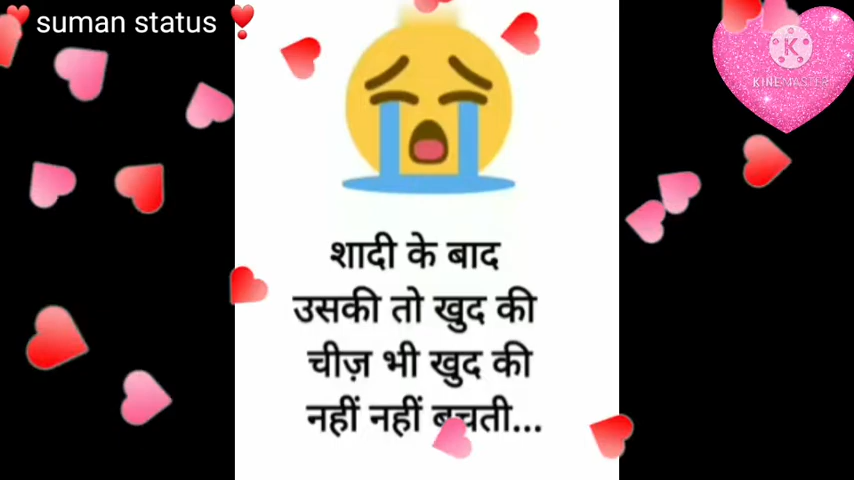 suman status
KINEMASTER
शादी के बाद
उसकी तो खुद की
चीज़ भी खुद की
नहीं नहीं बचती...